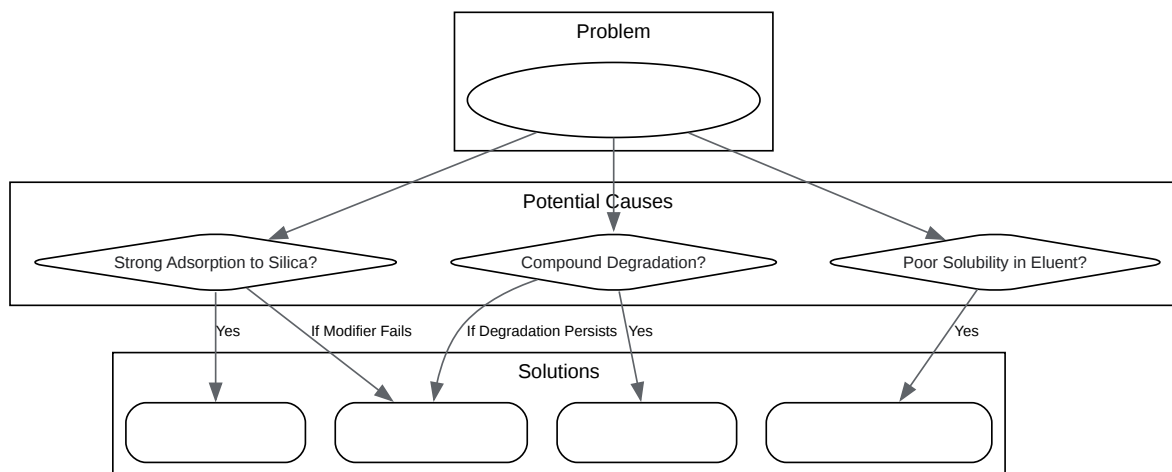 Problem
Potential Causes
Strong Adsorption to Silica?
Compound Degradation?
Poor Solubility in Eluent?
Yes
If Modifier Fails
If Degradation Persists
Yes
Yes
Solutions